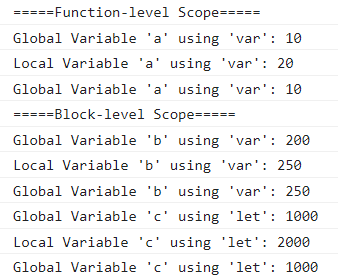 =====Function-level Scope=====
Global Variable 'a' using 'var': 10
Local Variable 'a' using 'var': 20
Global Variable 'a' using 'var': 10
=====Block-level Scope=====
Global Variable 'b' using 'var': 200
Local Variable 'b' using 'var': 250
Global Variable 'b' using 'var': 250
Global Variable 'c' using 'let': 1000
Local Variable 'c' using 'let': 2000
Global Variable 'c' using 'let': 1000